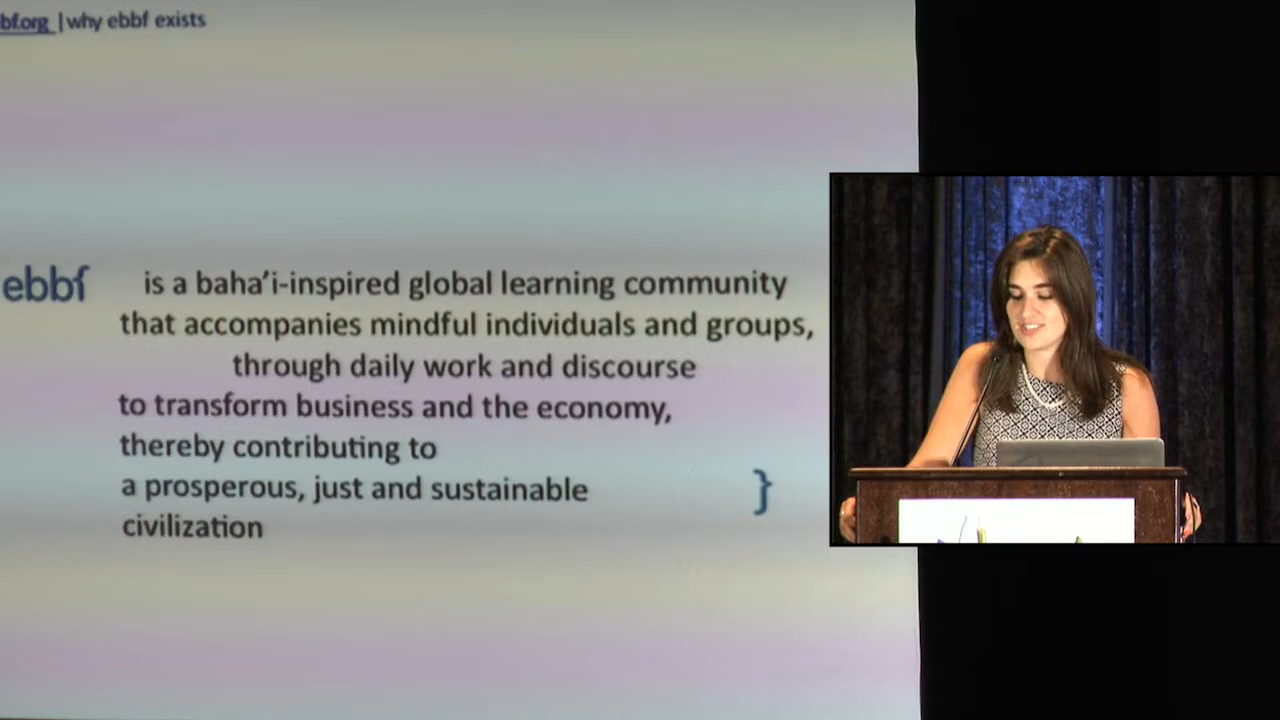 bf.org | why ebbf exists
ebbf is a baha'i-inspired global learning community
that accompanies mindful individuals and groups,
through daily work and discourse
to transform business and the economy,
thereby contributing to
a prosperous, just and sustainable }
civilization